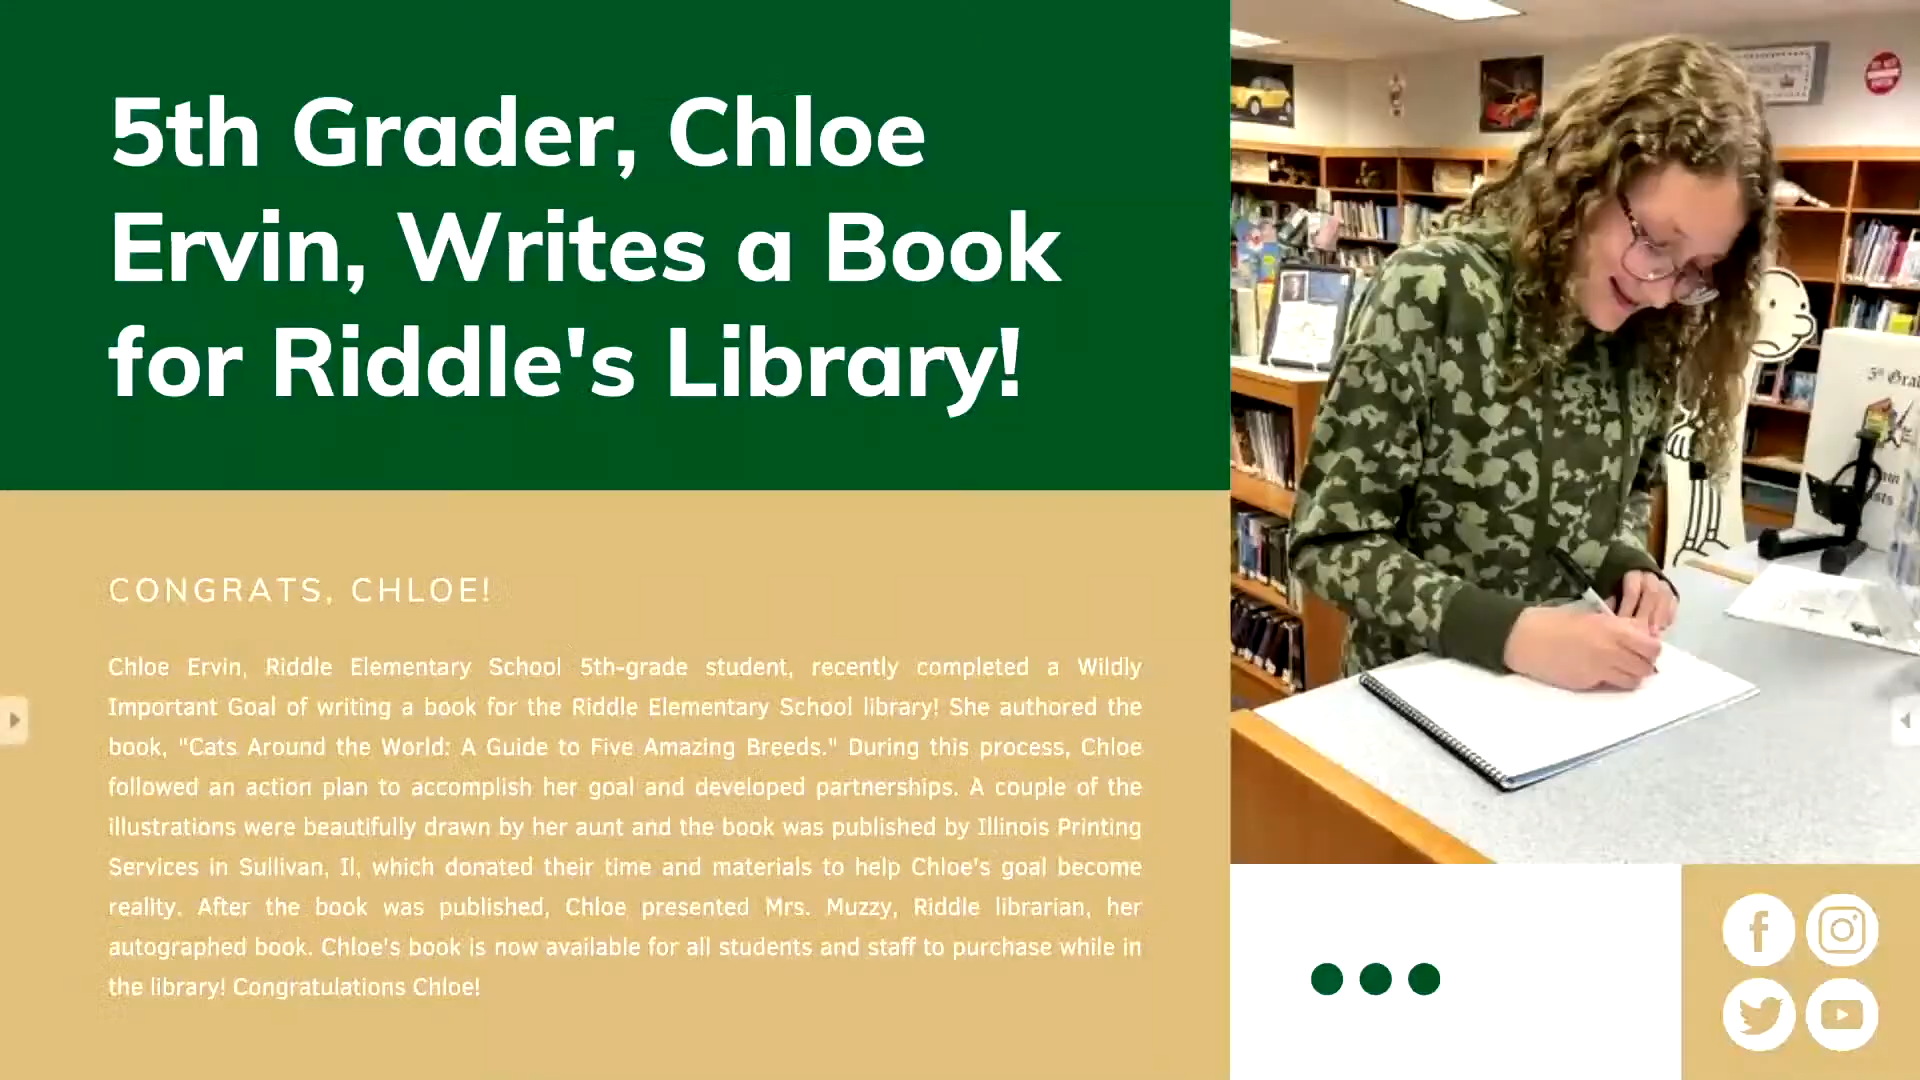 5th Grader, Chloe
Ervin, Writes a Book
for Riddle's Library!
CONGRATS, CHLOE!
Chloe Ervin, Riddle Elementary School 5th-grade student, recently completed a Wildly
Important Goal of writing a book for the Riddle Elementary School library! She authored the
book, "Cats Around the World: A Guide to Five Amazing Breeds." During this process, Chloe
followed an action plan to accomplish her goal and developed partnerships. A couple of the
illustrations were beautifully drawn by her aunt and the book was published by Illinois Printing
Services in Sullivan, Il, which donated their time and materials to help Chloe's goal become
reality. After the book was published, Chloe presented Mrs. Muzzy, Riddle librarian, her
autographed book. Chloe's book is now available for all students and staff to purchase while in
the library! Congratulations Chloe!